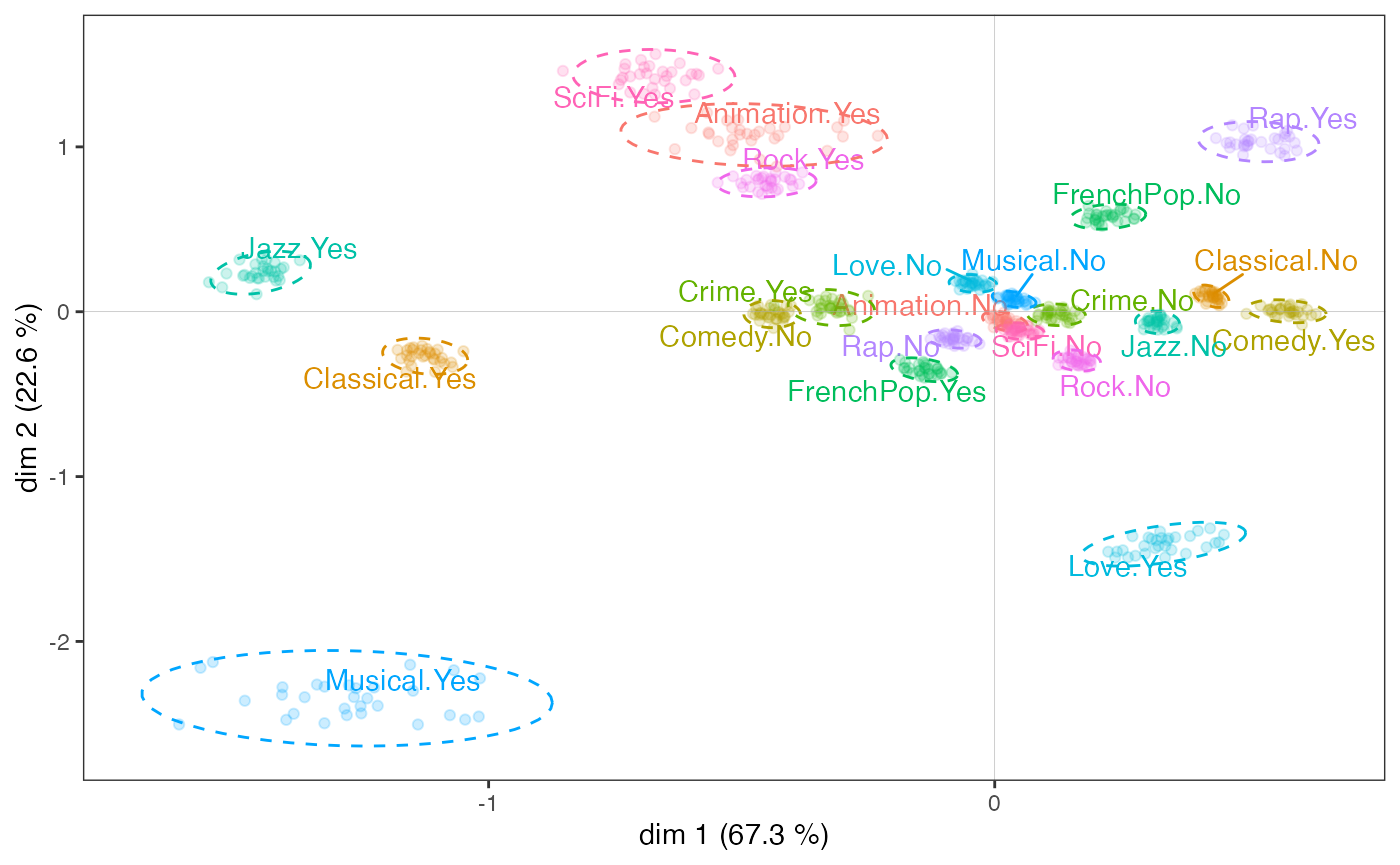 SciFi.Yes
Animation.Yes
Rap.Yes
1
Rock.Yes
FrenchPop.No
Jazz.Yes
Love.No
Musical.No
Classical.No
Crime.Yes
Animation.No
Crime.No
0
Comedy.No
Rap.No
SciFi.No
Jazz.No
Comedy.Yes
Classical.Yes
FrenchPop.Yes
Rock.No
dim 2 (22.6 %)
-1
Love.Yes
-2
Musical.Yes
-1
0
dim 1 (67.3 %)